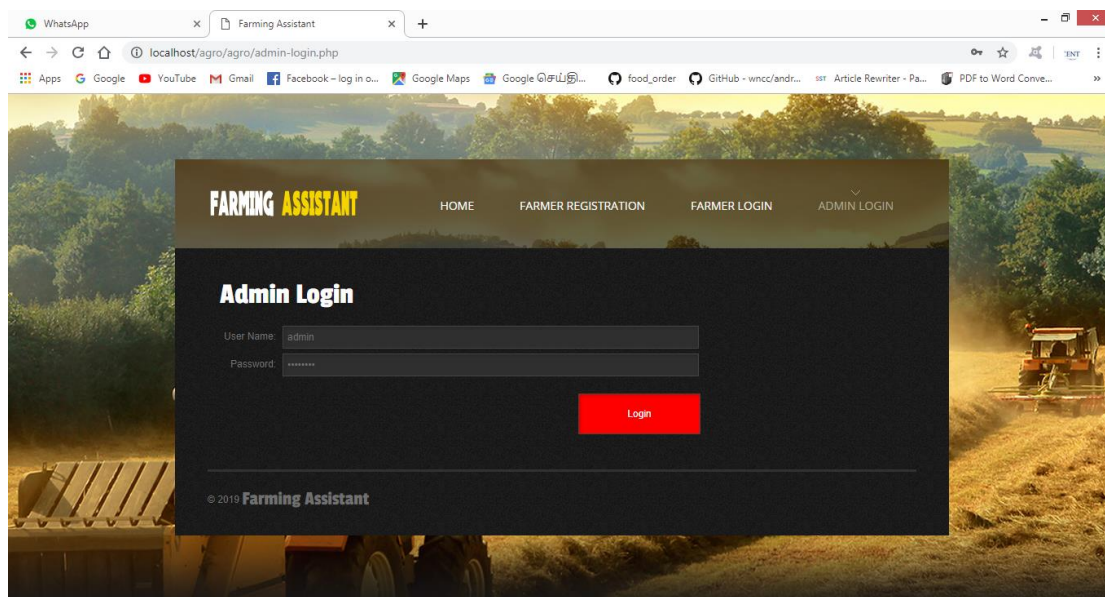 WhatsApp
Farming Assistant
localhost/agro/agro/admin-login.php
Apps Google YouTube Gmail Facebook – log in o... Google Maps Google செய்தி... food_order GitHub - wncc/andr... SST Article Rewriter - Pa... PDF to Word Conve... »
FARMING ASSISTANT
HOME FARMER REGISTRATION FARMER LOGIN ADMIN LOGIN
Admin Login
User Name: admin
Password: ••••••••
Login
© 2019 Farming Assistant